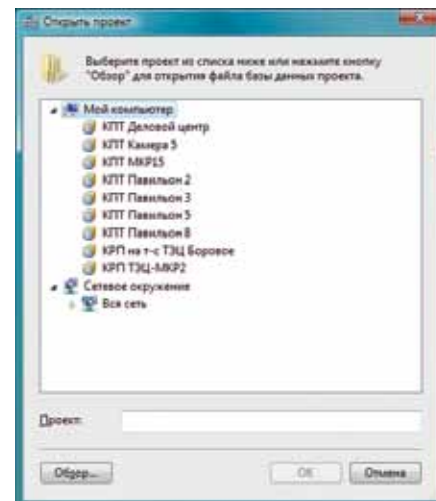 Открыть проект
Выберите проект из списка ниже или нажмите кнопку
"Обзор" для открытия файла базы данных проекта.
Мой компьютер
КПТ Деловой центр
КПТ Камера 5
КПТ МКР15
КПТ Павильон 2
КПТ Павильон 3
КПТ Павильон 5
КПТ Павильон 8
КРП на т-с ТЭЦ Боровое
КРП ТЭЦ-МКР2
Сетевое окружение
Вся сеть
Проект:
Обзор... ОК Отмена